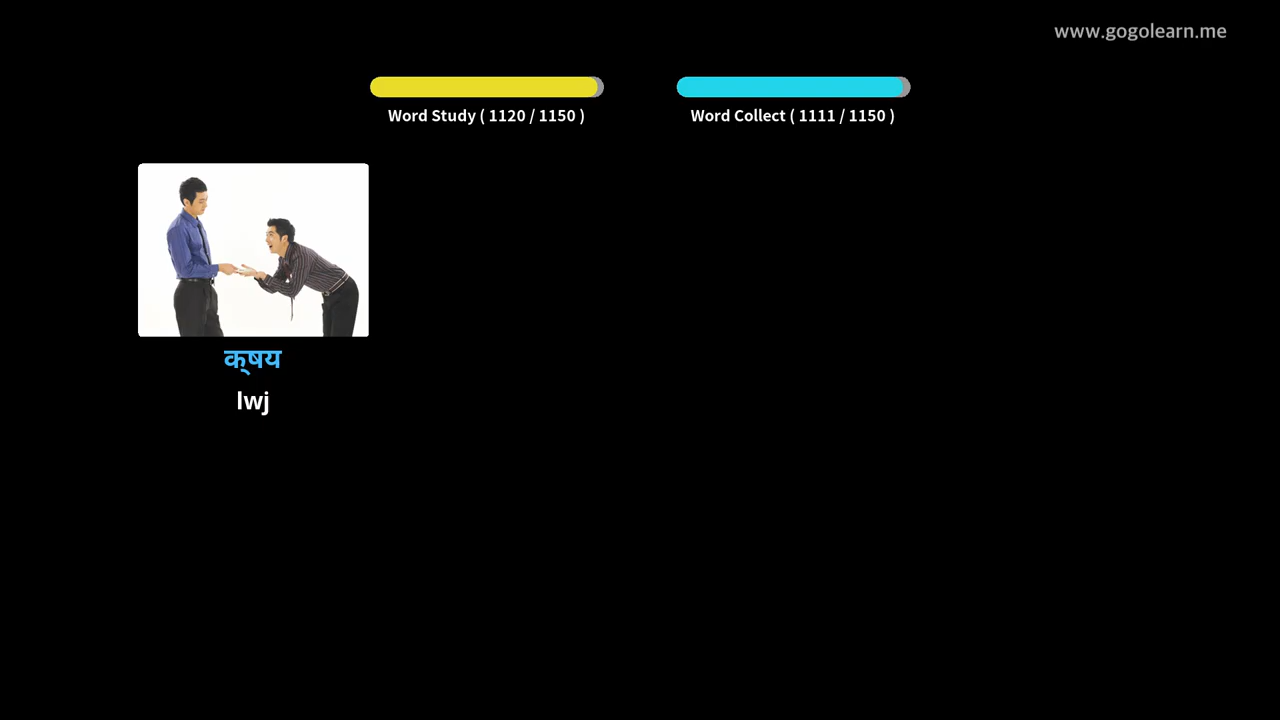 www.gogolearn.me
Word Study ( 1120 / 1150 )
Word Collect ( 1111 / 1150 )
क्‌षय
lwj